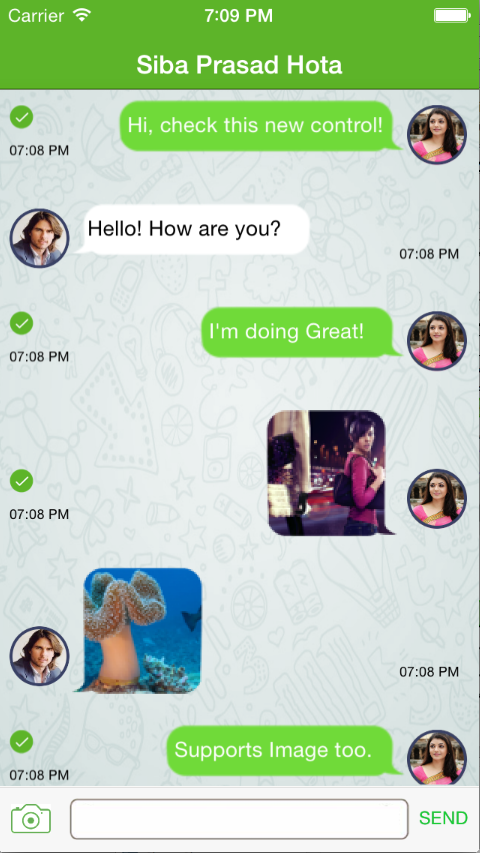 Carrier 7:09 PM
Siba Prasad Hota
Hi, check this new control!
07:08 PM
Hello! How are you?
07:08 PM
I'm doing Great!
07:08 PM
07:08 PM
07:08 PM
Supports Image too.
07:08 PM
SEND